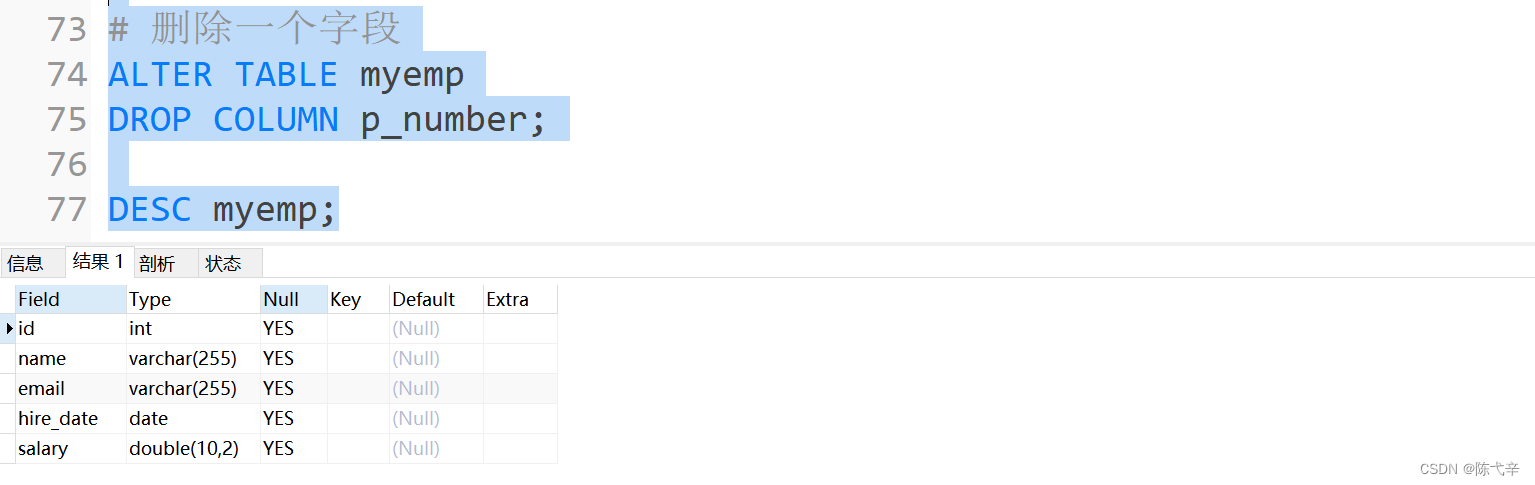 73 # 删除一个字段
74 ALTER TABLE myemp
75 DROP COLUMN p_number;
76
77 DESC myemp;
信息 结果 1 剖析 状态
Field Type Null Key Default Extra
id int YES (Null)
name varchar(255) YES (Null)
email varchar(255) YES (Null)
hire_date date YES (Null)
salary double(10,2) YES (Null)
CSDN @陈弋辛